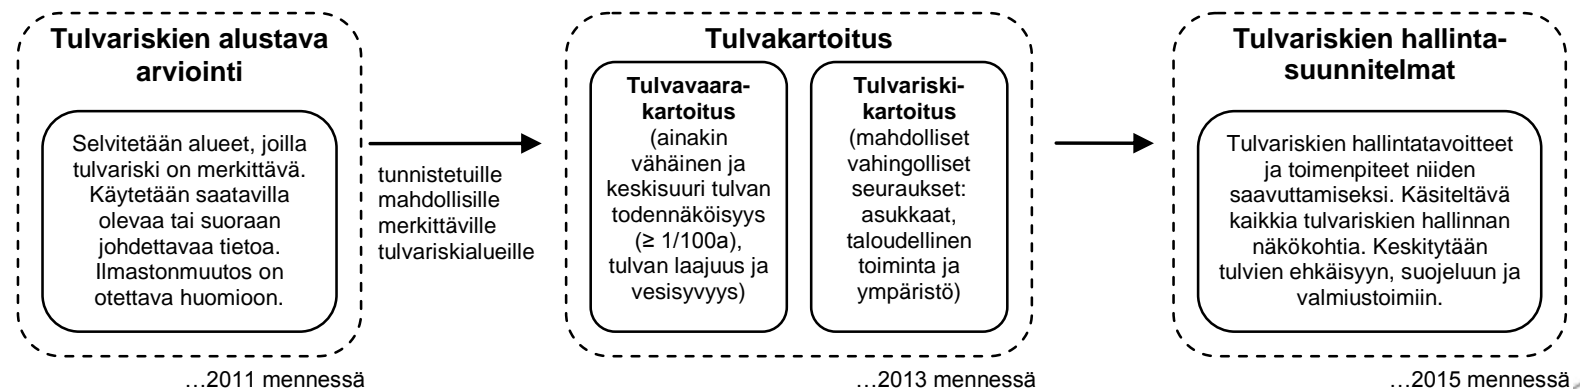 Tulvariskien alustava
arviointi
Selvitetään alueet, joilla
tulvariski on merkittävä.
Käytetään saatavilla
olevaa tai suoraan
johdettavaa tietoa.
Ilmastonmuutos on
otettava huomioon.
…2011 mennessä
tunnistetuille
mahdollisille
merkittäville
tulvariskialueille
Tulvakartoitus
Tulvavaara-
kartoitus
(ainakin
vähäinen ja
keskisuuri tulvan
todennäköisyys
(≥ 1/100a),
tulvan laajuus ja
vesisyvyys)
Tulvariski-
kartoitus
(mahdolliset
vahingolliset
seuraukset:
asukkaat,
taloudellinen
toiminta ja
ympäristö)
…2013 mennessä
Tulvariskien hallinta-
suunnitelmat
Tulvariskien hallintatavoitteet
ja toimenpiteet niiden
saavuttamiseksi. Käsiteltävä
kaikkia tulvariskien hallinnan
näkökohtia. Keskitytään
tulvien ehkäisyyn, suojeluun ja
valmiustoimiin.
…2015 mennessä